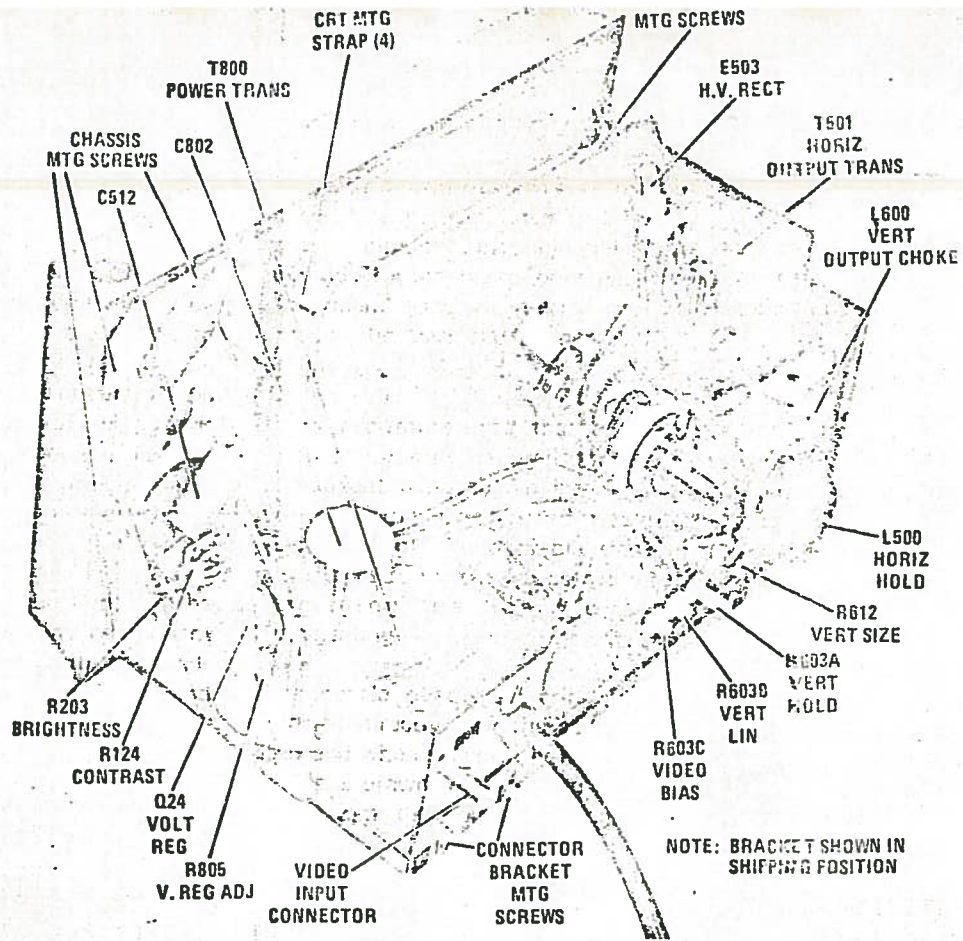 CRT MTG
STRAP (4)
MTG SCREWS
T800
POWER TRANS
E503
H.V. RECT
CHASSIS
MTG SCREWS
C802
C512
T501
HORIZ
OUTPUT TRANS
L600
VERT
OUTPUT CHOKE
L500
HORIZ
HOLD
R612
VERT SIZE
R603A
VERT
HOLD
R603B
VERT
LIN
R603C
VIDEO
BIAS
R203
BRIGHTNESS
R124
CONTRAST
Q24
VOLT
REG
R805
V. REG ADJ
VIDEO
INPUT
CONNECTOR
CONNECTOR
BRACKET
MTG
SCREWS
NOTE: BRACKET SHOWN IN
SHIPPING POSITION